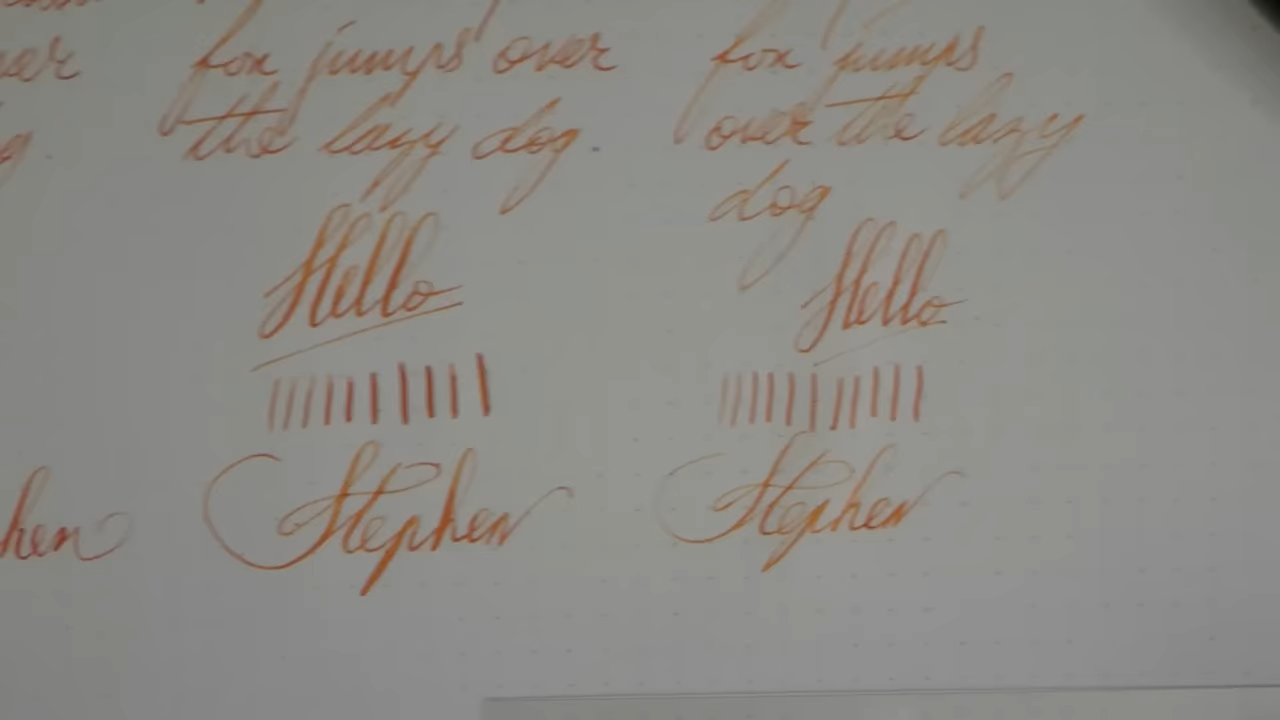 fox jumps over
the lazy dog.
Hello
Stephen
fox jumps
over the lazy
dog
Hello
Stephen